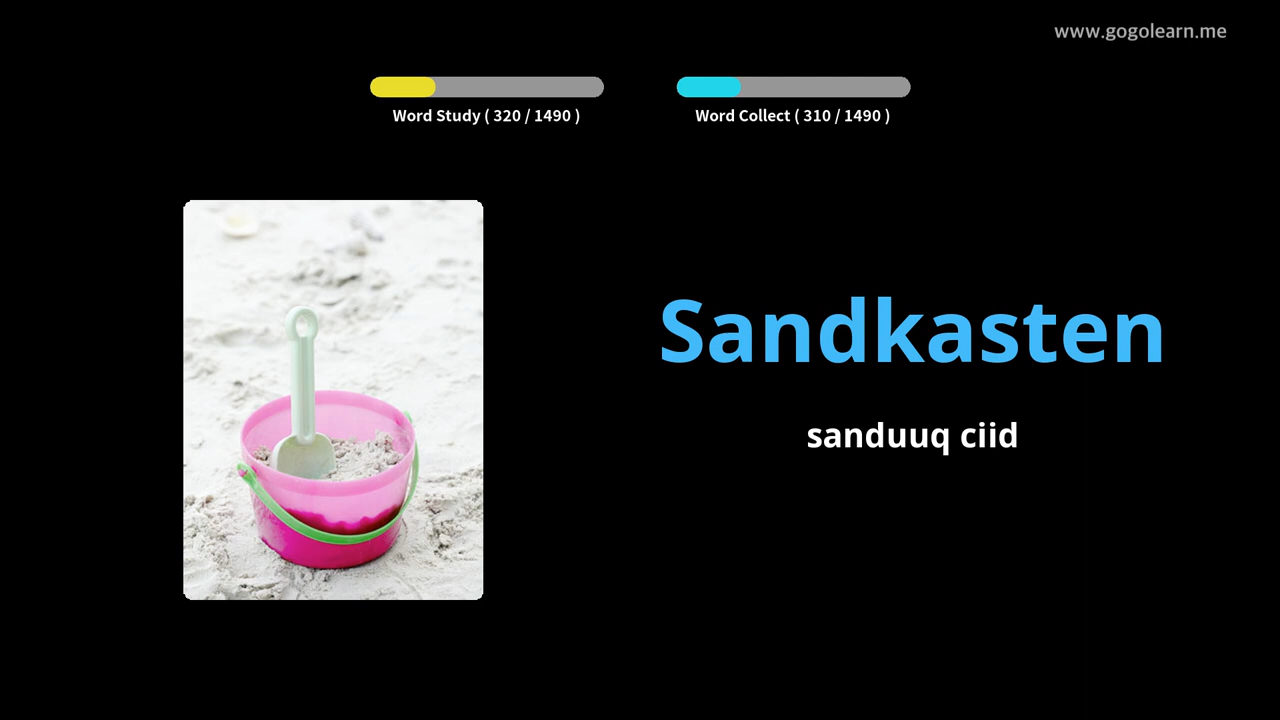 www.gogolearn.me
Word Study ( 320 / 1490 )
Word Collect ( 310 / 1490 )
Sandkasten
sanduuq ciid